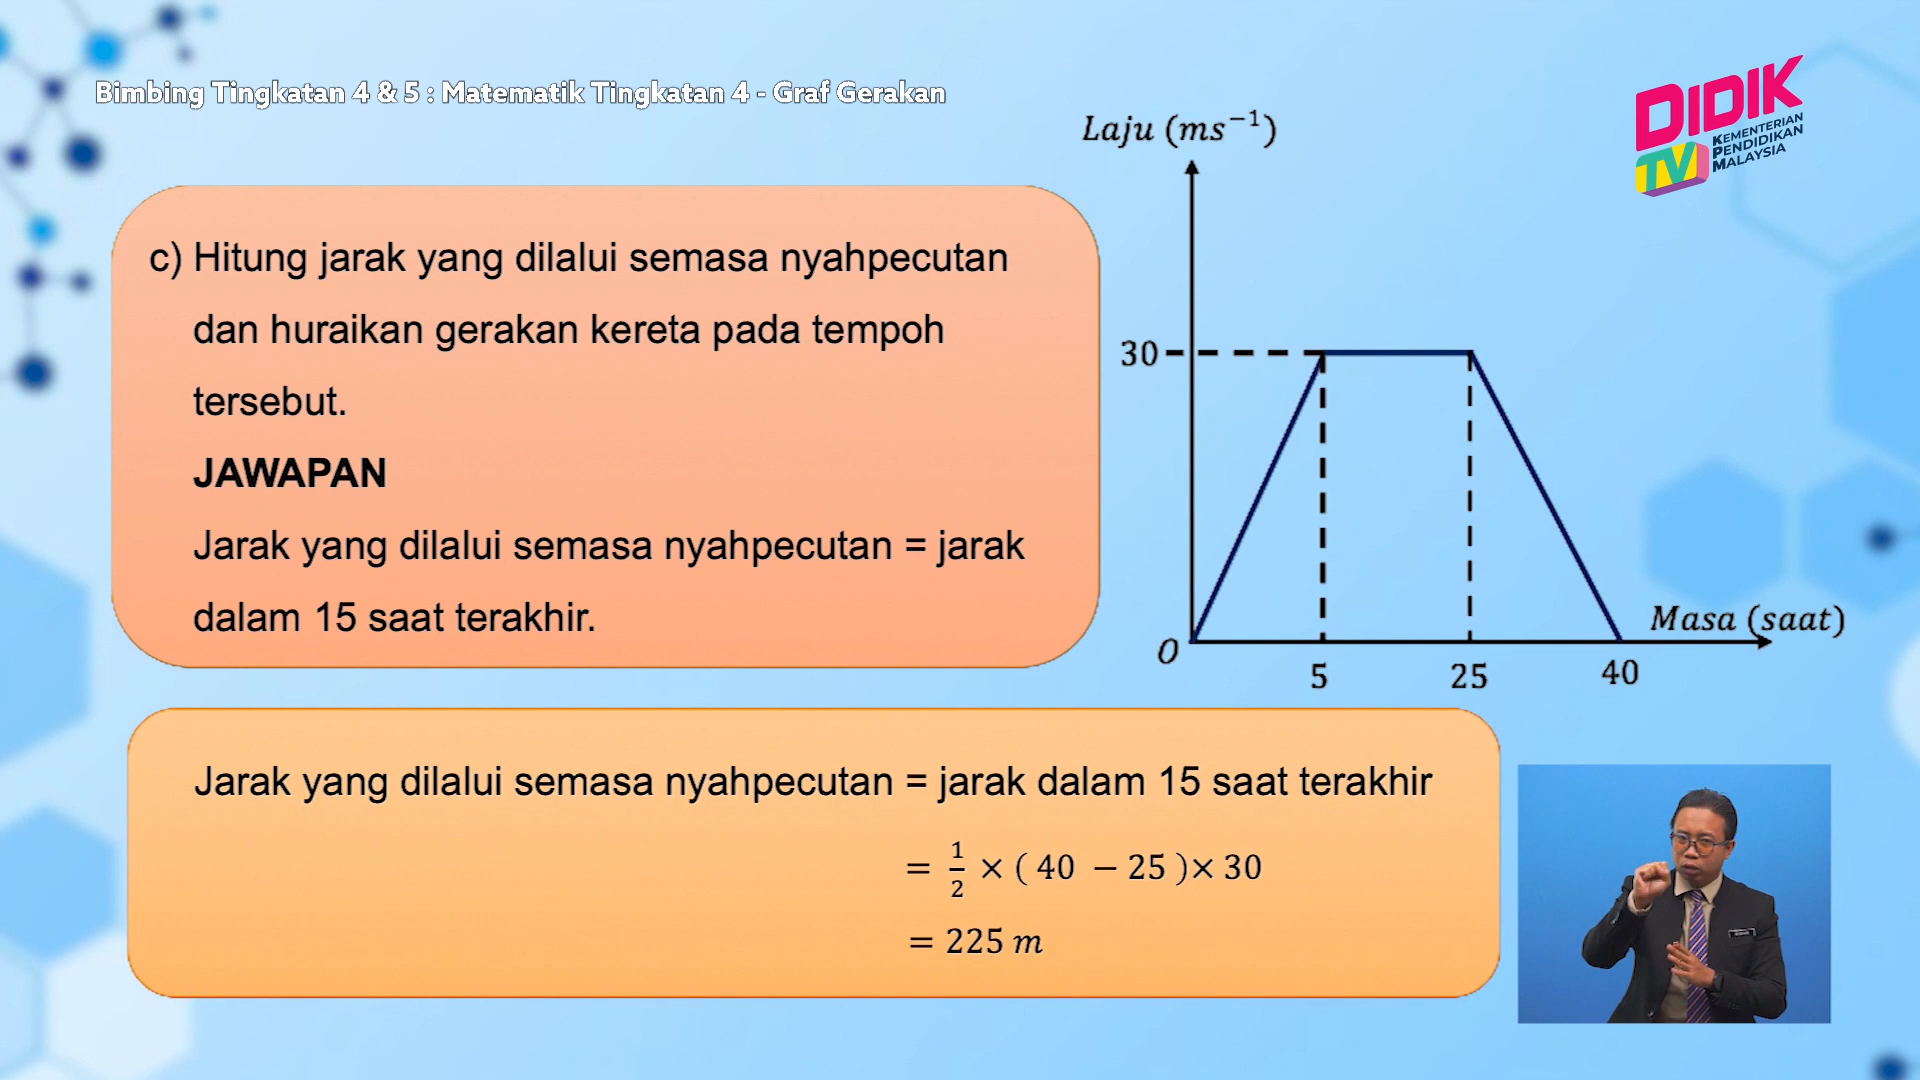 Bimbing Tingkatan 4 & 5 : Matematik Tingkatan 4 - Graf Gerakan
DIDIK
TV
KEMENTERIAN
PENDIDIKAN
MALAYSIA
c) Hitung jarak yang dilalui semasa nyahpecutan
dan huraikan gerakan kereta pada tempoh
tersebut.
JAWAPAN
Jarak yang dilalui semasa nyahpecutan = jarak
dalam 15 saat terakhir.
Laju (ms⁻¹)
30
O
5
25
40
Masa (saat)
Jarak yang dilalui semasa nyahpecutan = jarak dalam 15 saat terakhir
= 1/2 × ( 40 − 25 )× 30
= 225 m